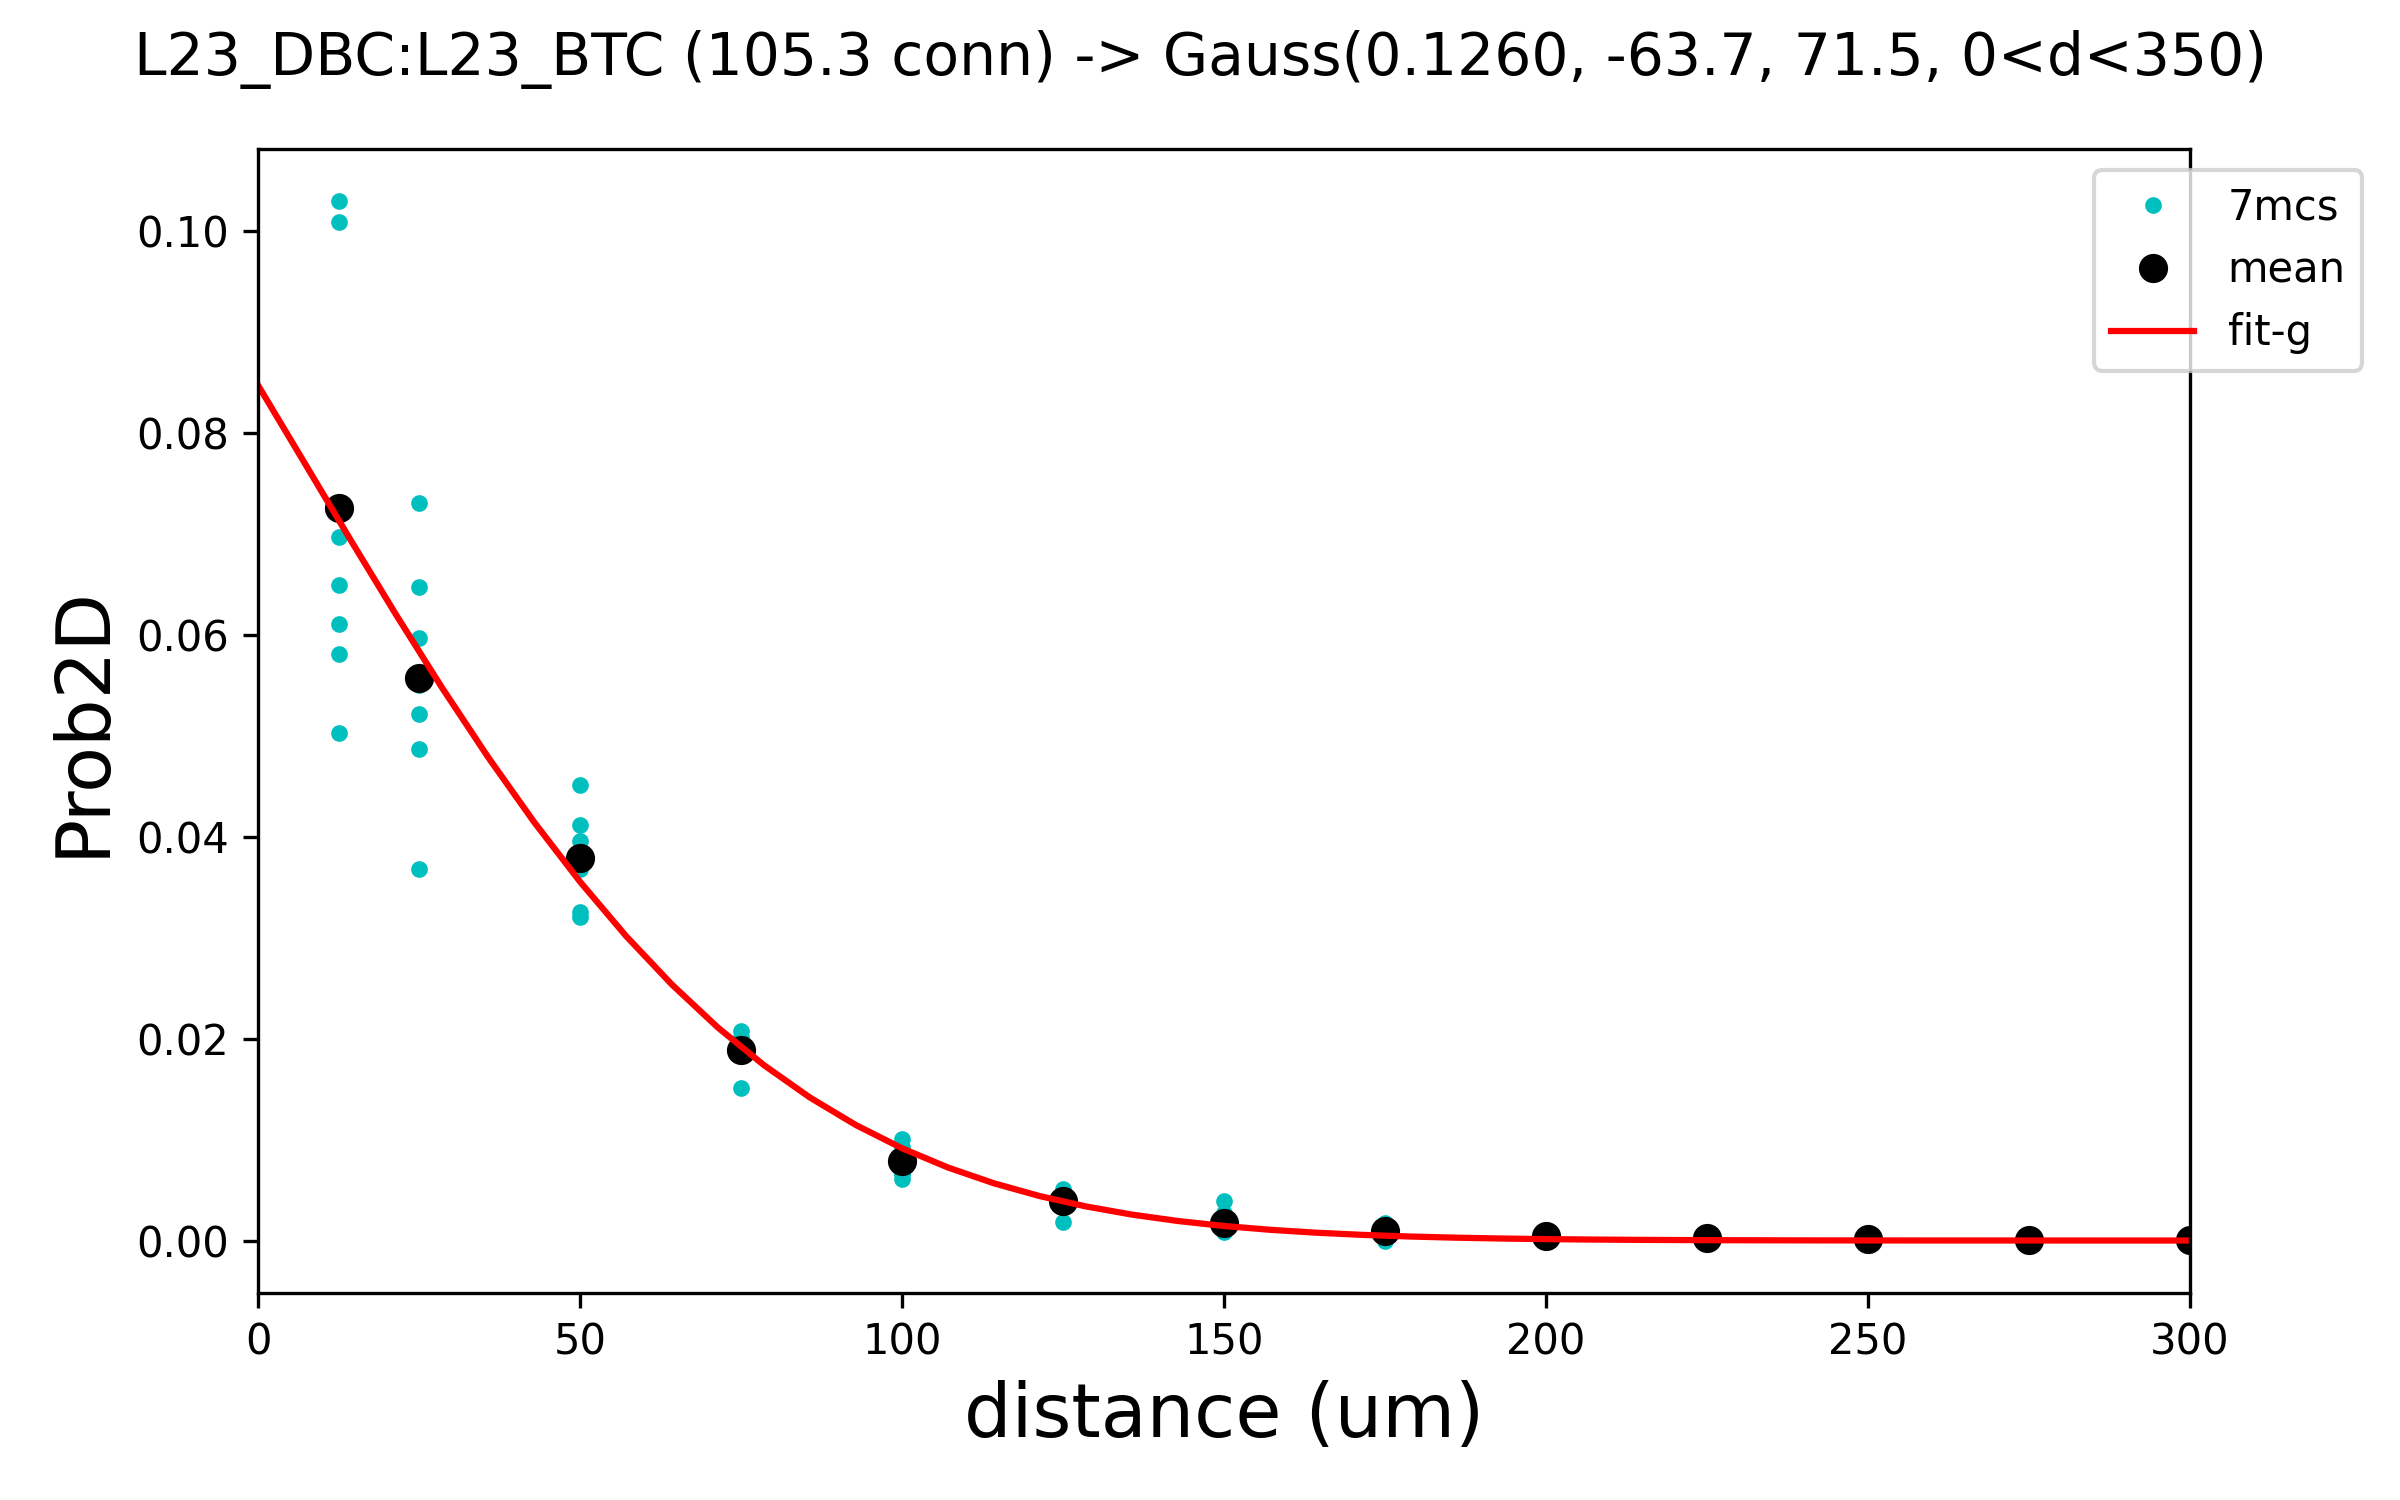 L23_DBC:L23_BTC (105.3 conn) -> Gauss(0.1260, -63.7, 71.5, 0<d<350)
7mcs
mean
fit-g
Prob2D
0.10
0.08
0.06
0.04
0.02
0.00
0 50 100 150 200 250 300
distance (um)